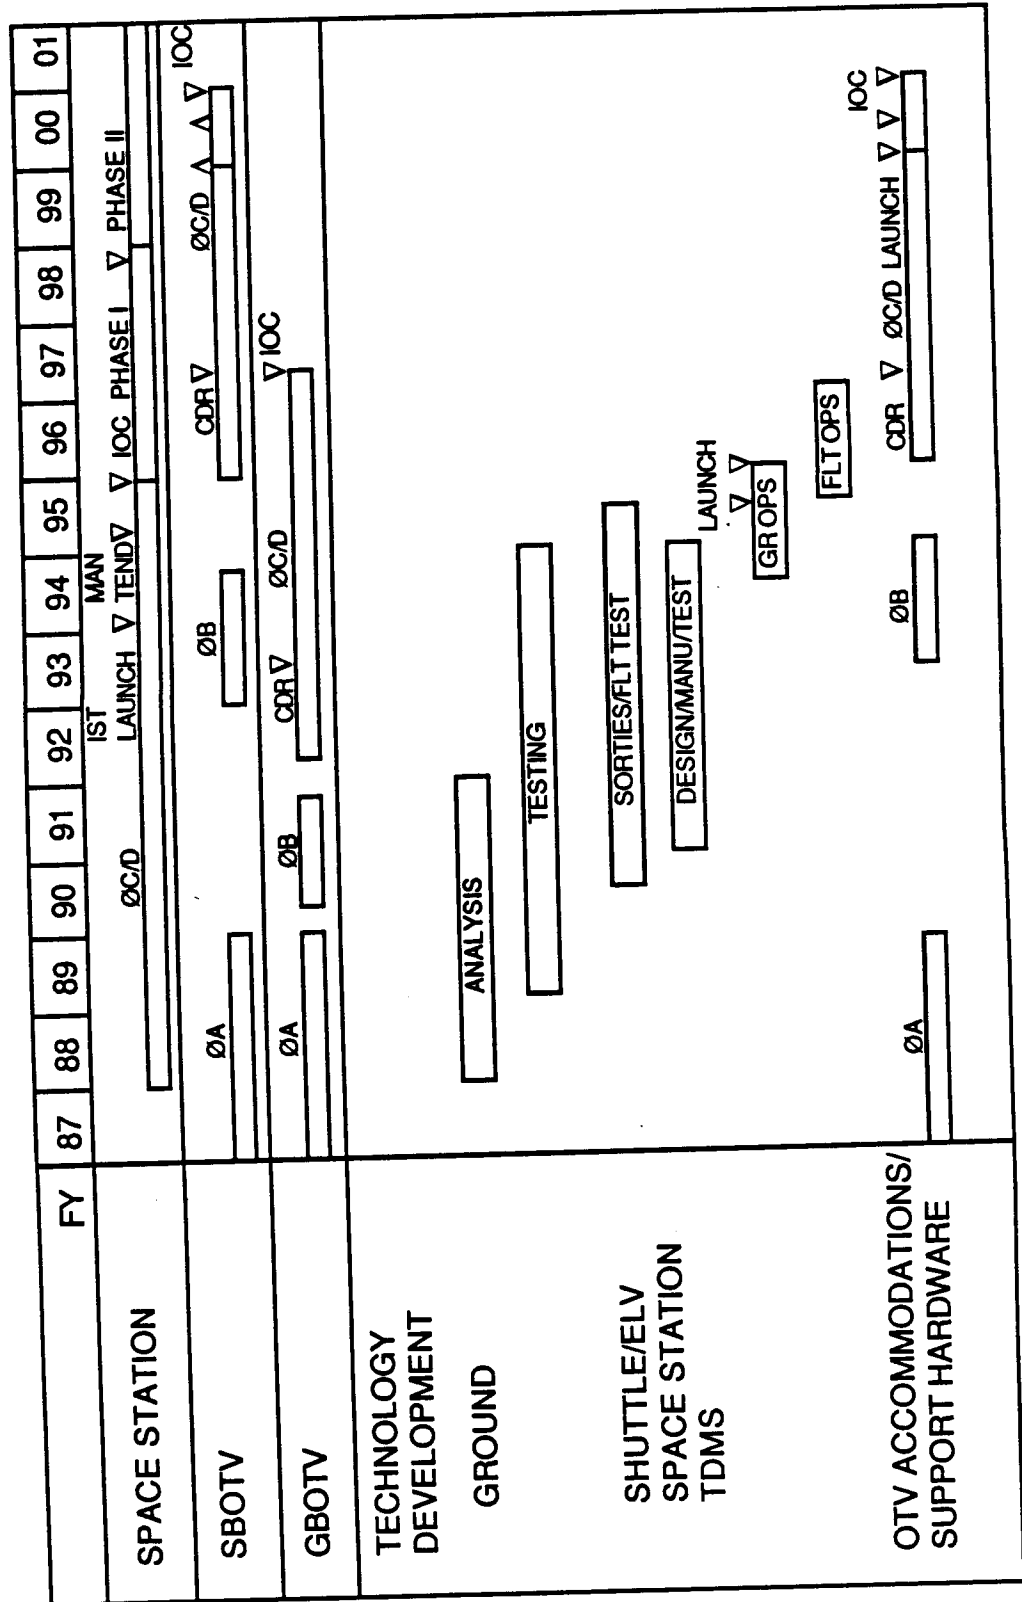 FY 87 88 89 90 91 92 93 94 95 96 97 98 99 00 01
SPACE STATION
ØC/D
IST
LAUNCH
MAN
TEND
IOC PHASE I
PHASE II
SBOTV
ØA
ØB
CDR
ØC/D
IOC
GBOTV
ØA
ØB
CDR
ØC/D
IOC
TECHNOLOGY
DEVELOPMENT
GROUND
ANALYSIS
TESTING
SHUTTLE/ELV
SPACE STATION
TDMS
SORTIES/FLT TEST
DESIGN/MANU/TEST
LAUNCH
GR OPS
FLT OPS
OTV ACCOMMODATIONS/
SUPPORT HARDWARE
ØA
ØB
CDR
ØC/D LAUNCH
IOC